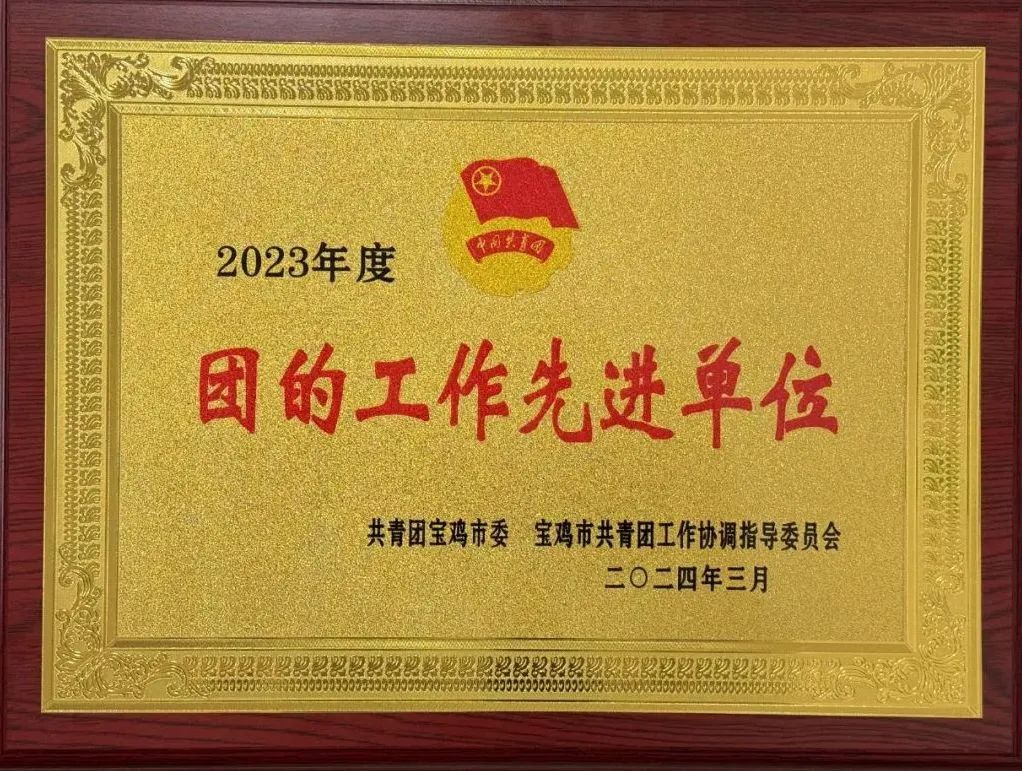 中国共青团
2023年度
团的工作先进单位
共青团宝鸡市委 宝鸡市共青团工作协调指导委员会
二〇二四年三月